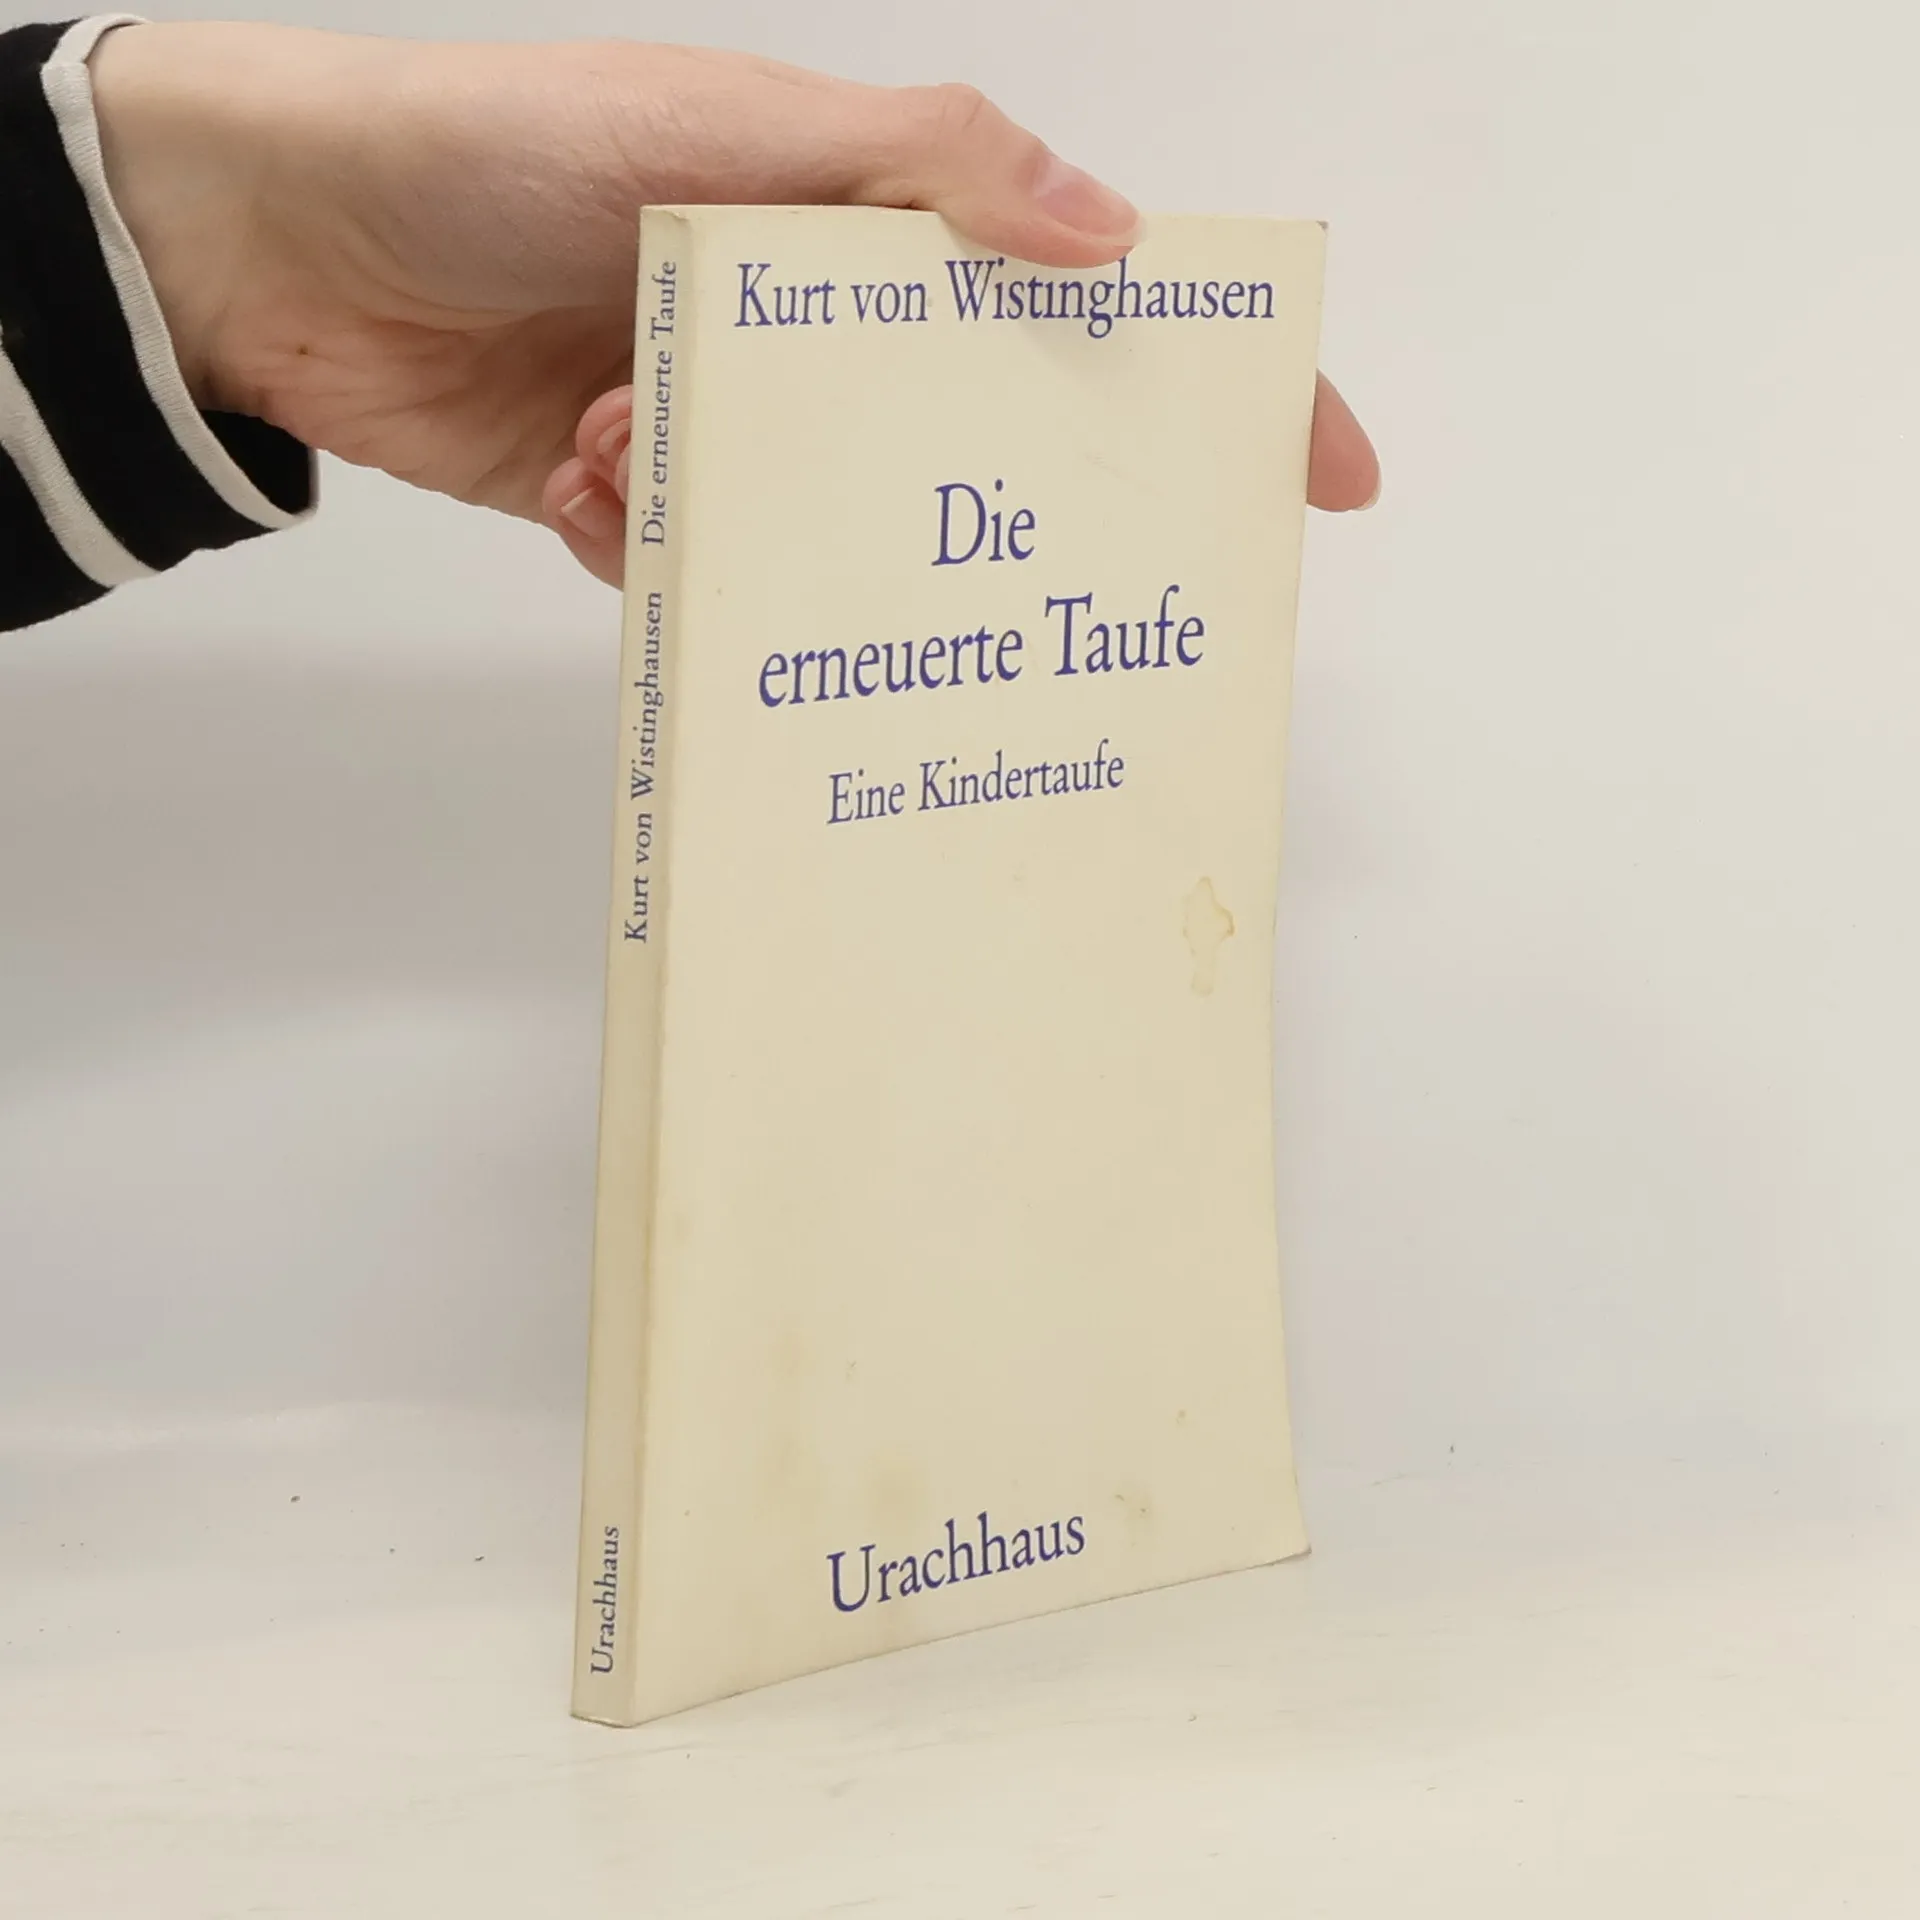 Kurt von Wistinghausen
Die
erneuerte Taufe
Eine Kindertaufe
Urachhaus
Kurt von Wistinghausen Die erneuerte Taufe
Urachhaus